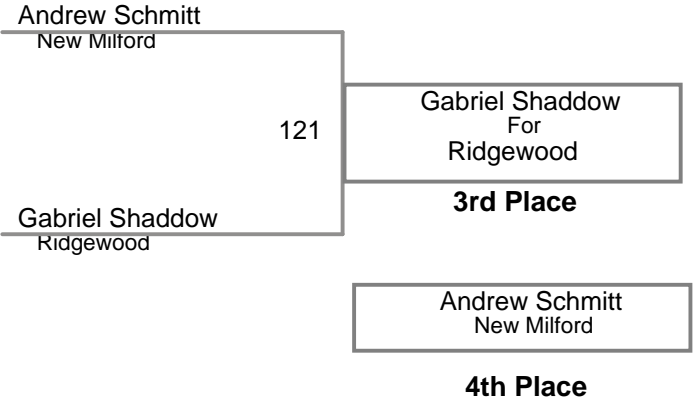 Andrew Schmitt
New Milford
121
Gabriel Shaddow
For
Ridgewood
3rd Place
Gabriel Shaddow
Ridgewood
Andrew Schmitt
New Milford
4th Place